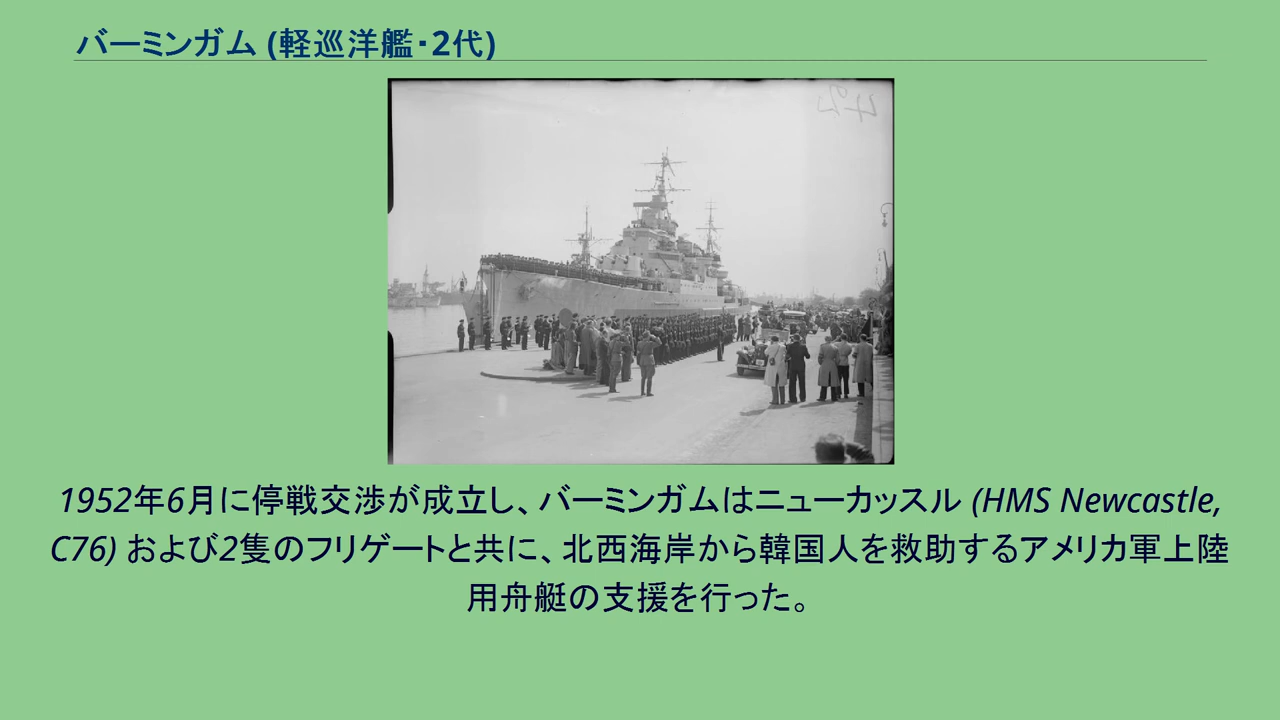 バーミンガム (軽巡洋艦・2代)
1952年6月に停戦交渉が成立し、バーミンガムはニューカッスル (HMS Newcastle,
C76) および2隻のフリゲートと共に、北西海岸から韓国人を救助するアメリカ軍上陸
用舟艇の支援を行った。